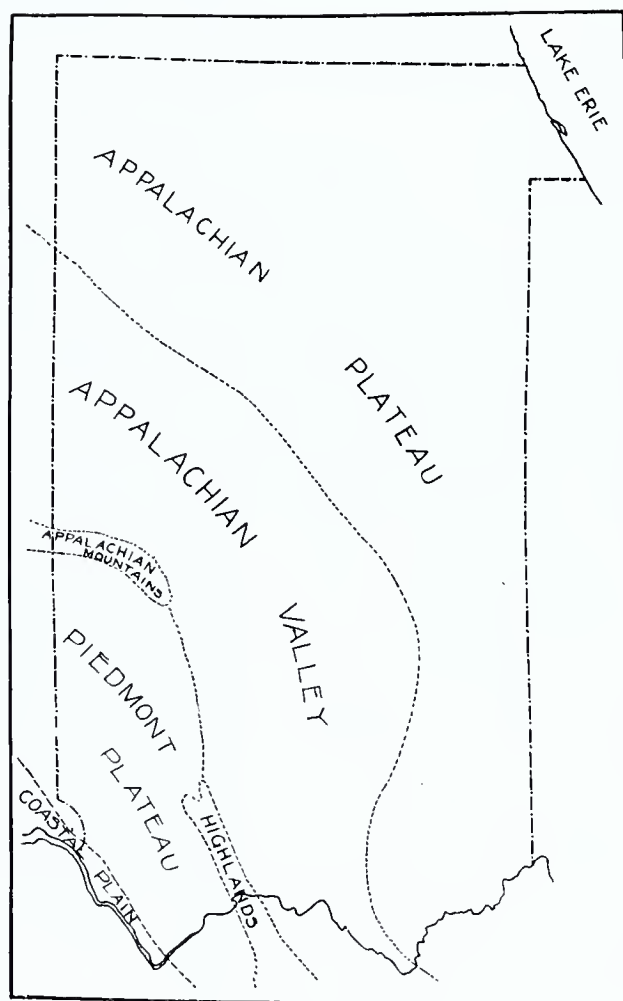 LAKE ERIE
APPALACHIAN
PLATEAU
APPALACHIAN
VALLEY
APPALACHIAN
MOUNTAINS
PIEDMONT
PLATEAU
HIGHLANDS
COASTAL PLAIN